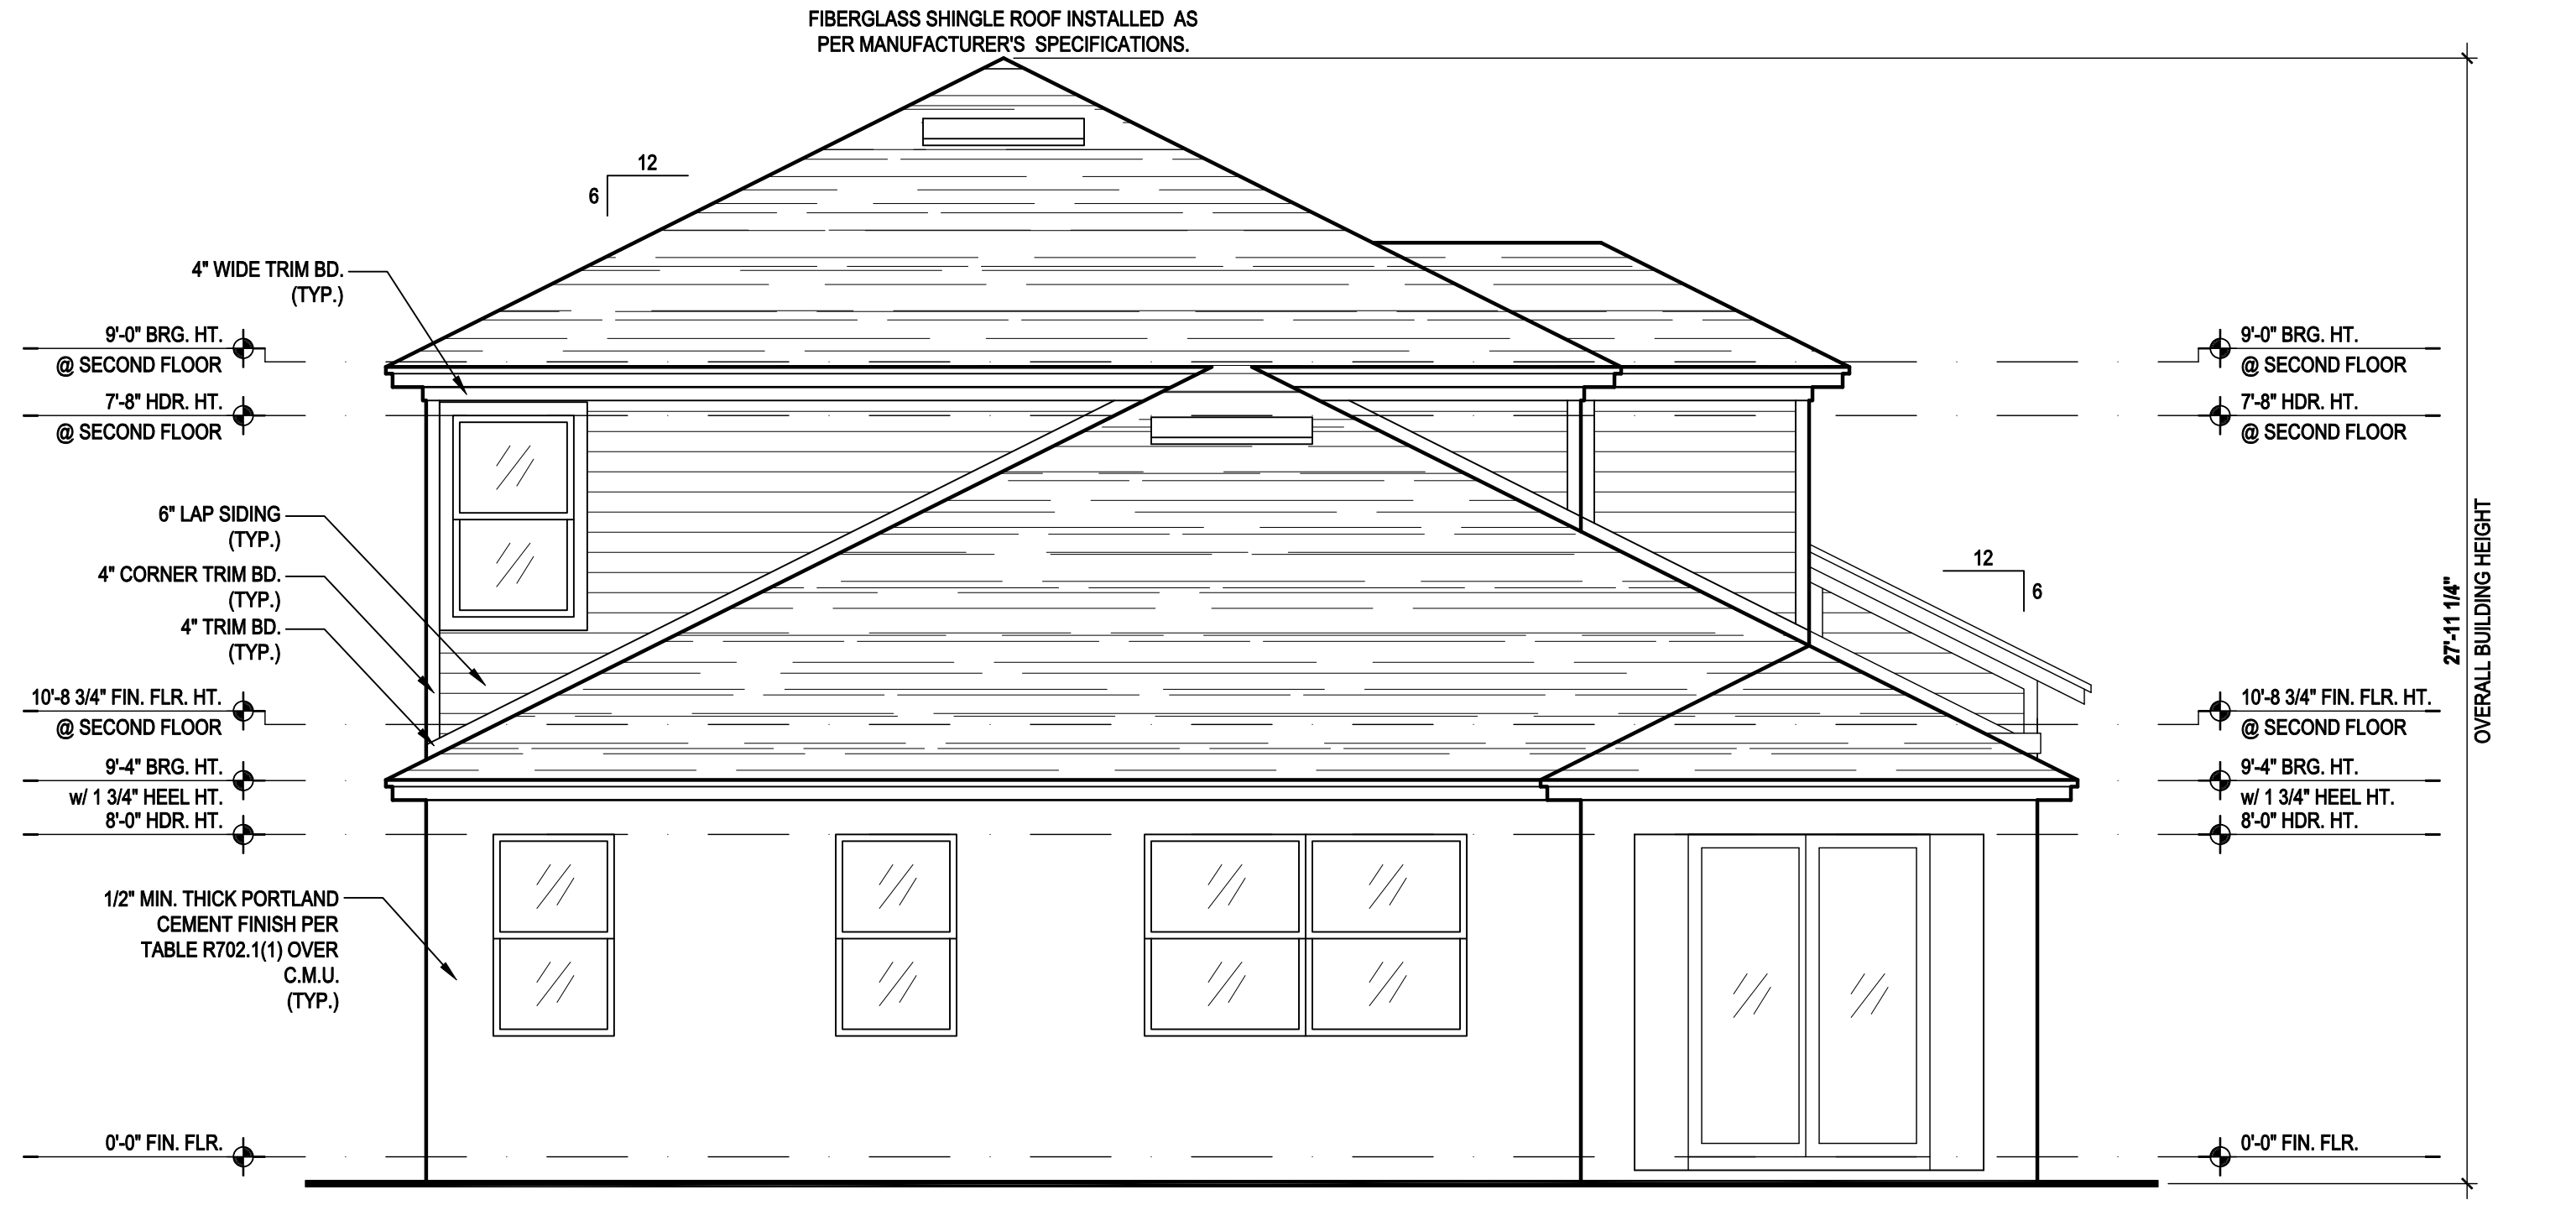 FIBERGLASS SHINGLE ROOF INSTALLED AS
PER MANUFACTURER'S SPECIFICATIONS.
12
6
4" WIDE TRIM BD.
(TYP.)
9'-0" BRG. HT.
@ SECOND FLOOR
7'-8" HDR. HT.
@ SECOND FLOOR
6" LAP SIDING
(TYP.)
4" CORNER TRIM BD.
(TYP.)
4" TRIM BD.
(TYP.)
10'-8 3/4" FIN. FLR. HT.
@ SECOND FLOOR
9'-4" BRG. HT.
w/ 1 3/4" HEEL HT.
8'-0" HDR. HT.
1/2" MIN. THICK PORTLAND
CEMENT FINISH PER
TABLE R702.1(1) OVER
C.M.U.
(TYP.)
0'-0" FIN. FLR.
9'-0" BRG. HT.
@ SECOND FLOOR
7'-8" HDR. HT.
@ SECOND FLOOR
12
6
10'-8 3/4" FIN. FLR. HT.
@ SECOND FLOOR
9'-4" BRG. HT.
w/ 1 3/4" HEEL HT.
8'-0" HDR. HT.
0'-0" FIN. FLR.
27'-11 1/4"
OVERALL BUILDING HEIGHT